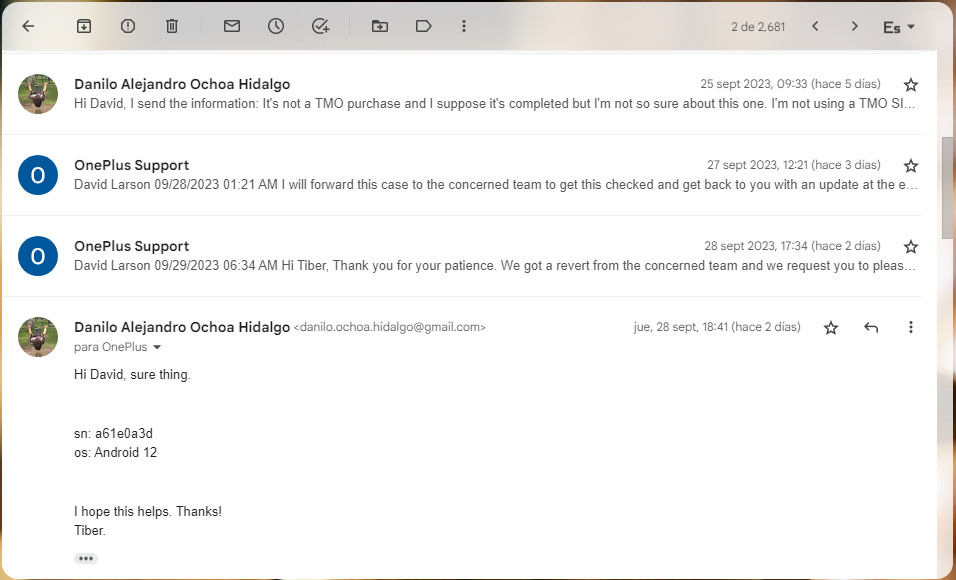 2 de 2,681
Es
Danilo Alejandro Ochoa Hidalgo
25 sept 2023, 09:33 (hace 5 días)
Hi David, I send the information: It's not a TMO purchase and I suppose it's completed but I'm not so sure about this one. I'm not using a TMO SI…
O
OnePlus Support
27 sept 2023, 12:21 (hace 3 días)
David Larson 09/28/2023 01:21 AM I will forward this case to the concerned team to get this checked and get back to you with an update at the e…
O
OnePlus Support
28 sept 2023, 17:34 (hace 2 días)
David Larson 09/29/2023 06:34 AM Hi Tiber, Thank you for your patience. We got a revert from the concerned team and we request you to pleas…
Danilo Alejandro Ochoa Hidalgo <danilo.ochoa.hidalgo@gmail.com>
jue, 28 sept, 18:41 (hace 2 días)
para OnePlus
Hi David, sure thing.
sn: a61e0a3d
os: Android 12
I hope this helps. Thanks!
Tiber.